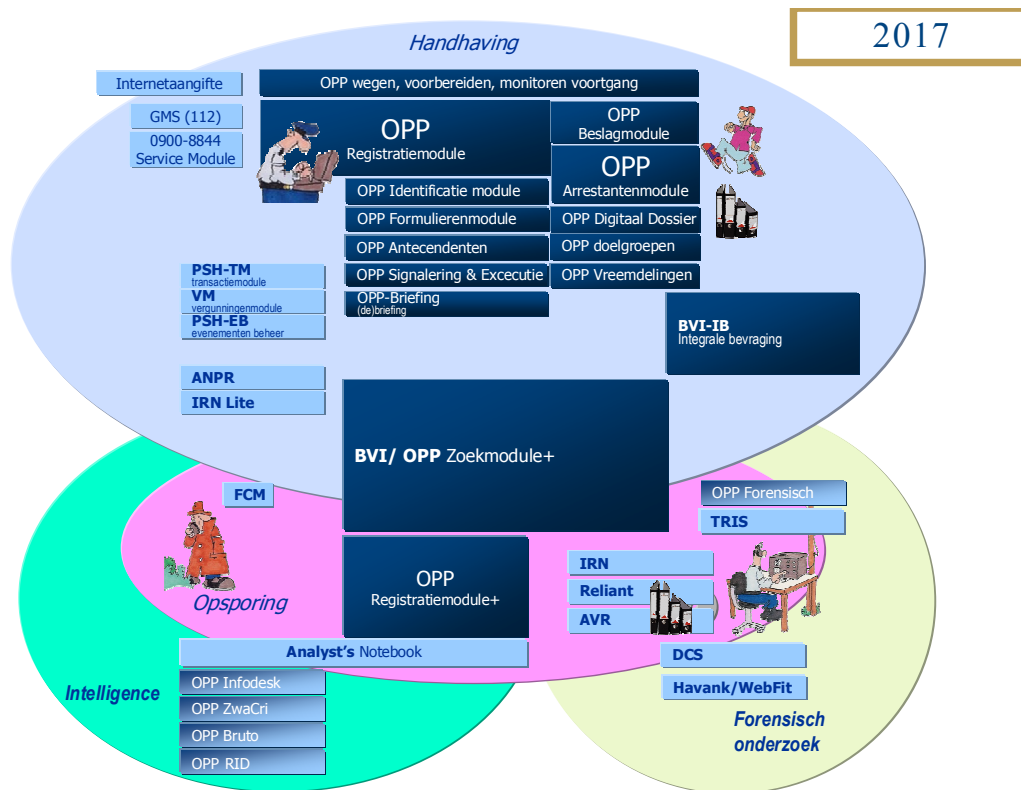 2017
Handhaving
Internetaangifte
OPP wegen, voorbereiden, monitoren voortgang
GMS (112)
0900-8844
Service Module
OPP
Registratiemodule
OPP
Beslagmodule
OPP
Arrestantenmodule
OPP Identificatie module
OPP Formulierenmodule
OPP Digitaal Dossier
OPP Antecendenten
OPP doelgroepen
OPP Signalering & Excecutie
OPP Vreemdelingen
OPP-Briefing
(de)briefing
PSH-TM
transactiemodule
VM
vergunningenmodule
PSH-EB
evenementen beheer
BVI-IB
Integrale bevraging
ANPR
IRN Lite
BVI/ OPP Zoekmodule+
FCM
OPP Forensisch
TRIS
OPP
Registratiemodule+
IRN
Reliant
AVR
Opsporing
Analyst's Notebook
DCS
Havank/WebFit
Intelligence
OPP Infodesk
OPP ZwaCri
OPP Bruto
OPP RID
Forensisch
onderzoek